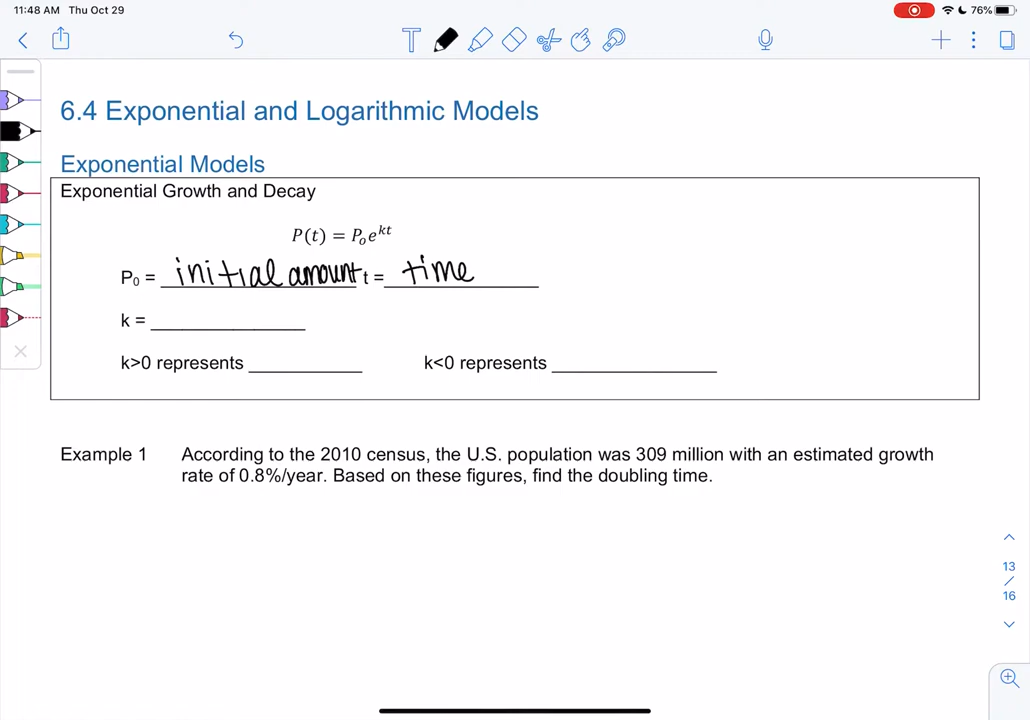 11:48 AM Thu Oct 29
76%
6.4 Exponential and Logarithmic Models
Exponential Models
Exponential Growth and Decay
P(t) = P₀e^{kt}
P₀ = initial amount t = time
k = ______________
k>0 represents __________ k<0 represents ______________
Example 1 According to the 2010 census, the U.S. population was 309 million with an estimated growth
rate of 0.8%/year. Based on these figures, find the doubling time.
13
/
16